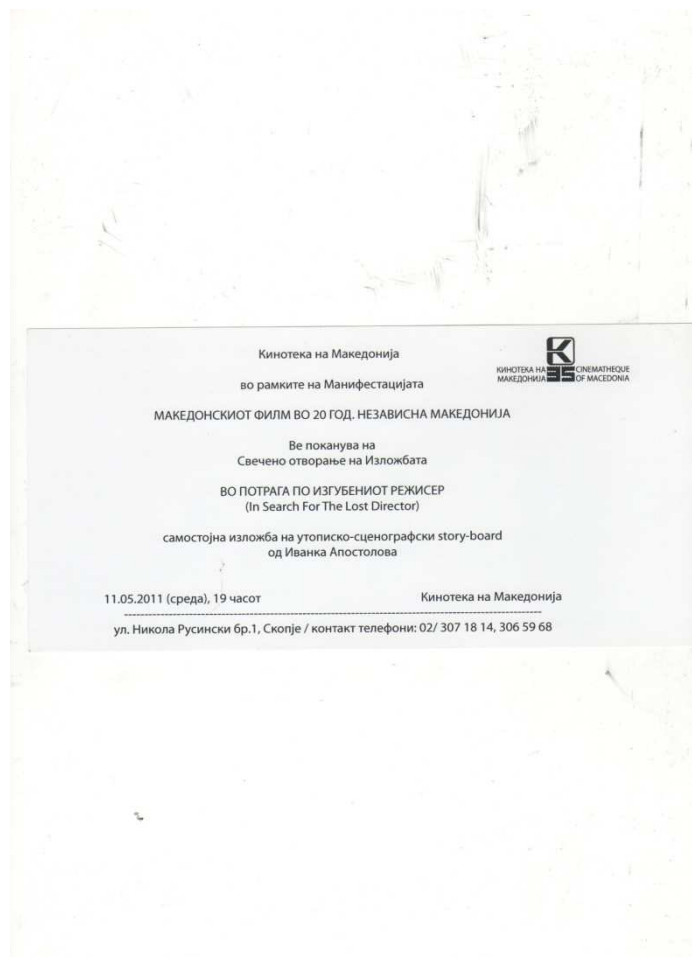 Кинотека на Македонија
К
КИНОТЕКА НА 35 CINEMATHEQUE
МАКЕДОНИЈА OF MACEDONIA
во рамките на Манифестацијата
МАКЕДОНСКИОТ ФИЛМ ВО 20 ГОД. НЕЗАВИСНА МАКЕДОНИЈА
Ве поканува на
Свечено отворање на Изложбата
ВО ПОТРАГА ПО ИЗГУБЕНИОТ РЕЖИСЕР
(In Search For The Lost Director)
самостојна изложба на утописко-сценографски story-board
од Иванка Апостолова
11.05.2011 (среда), 19 часот Кинотека на Македонија
ул. Никола Русински бр.1, Скопје / контакт телефони: 02/ 307 18 14, 306 59 68